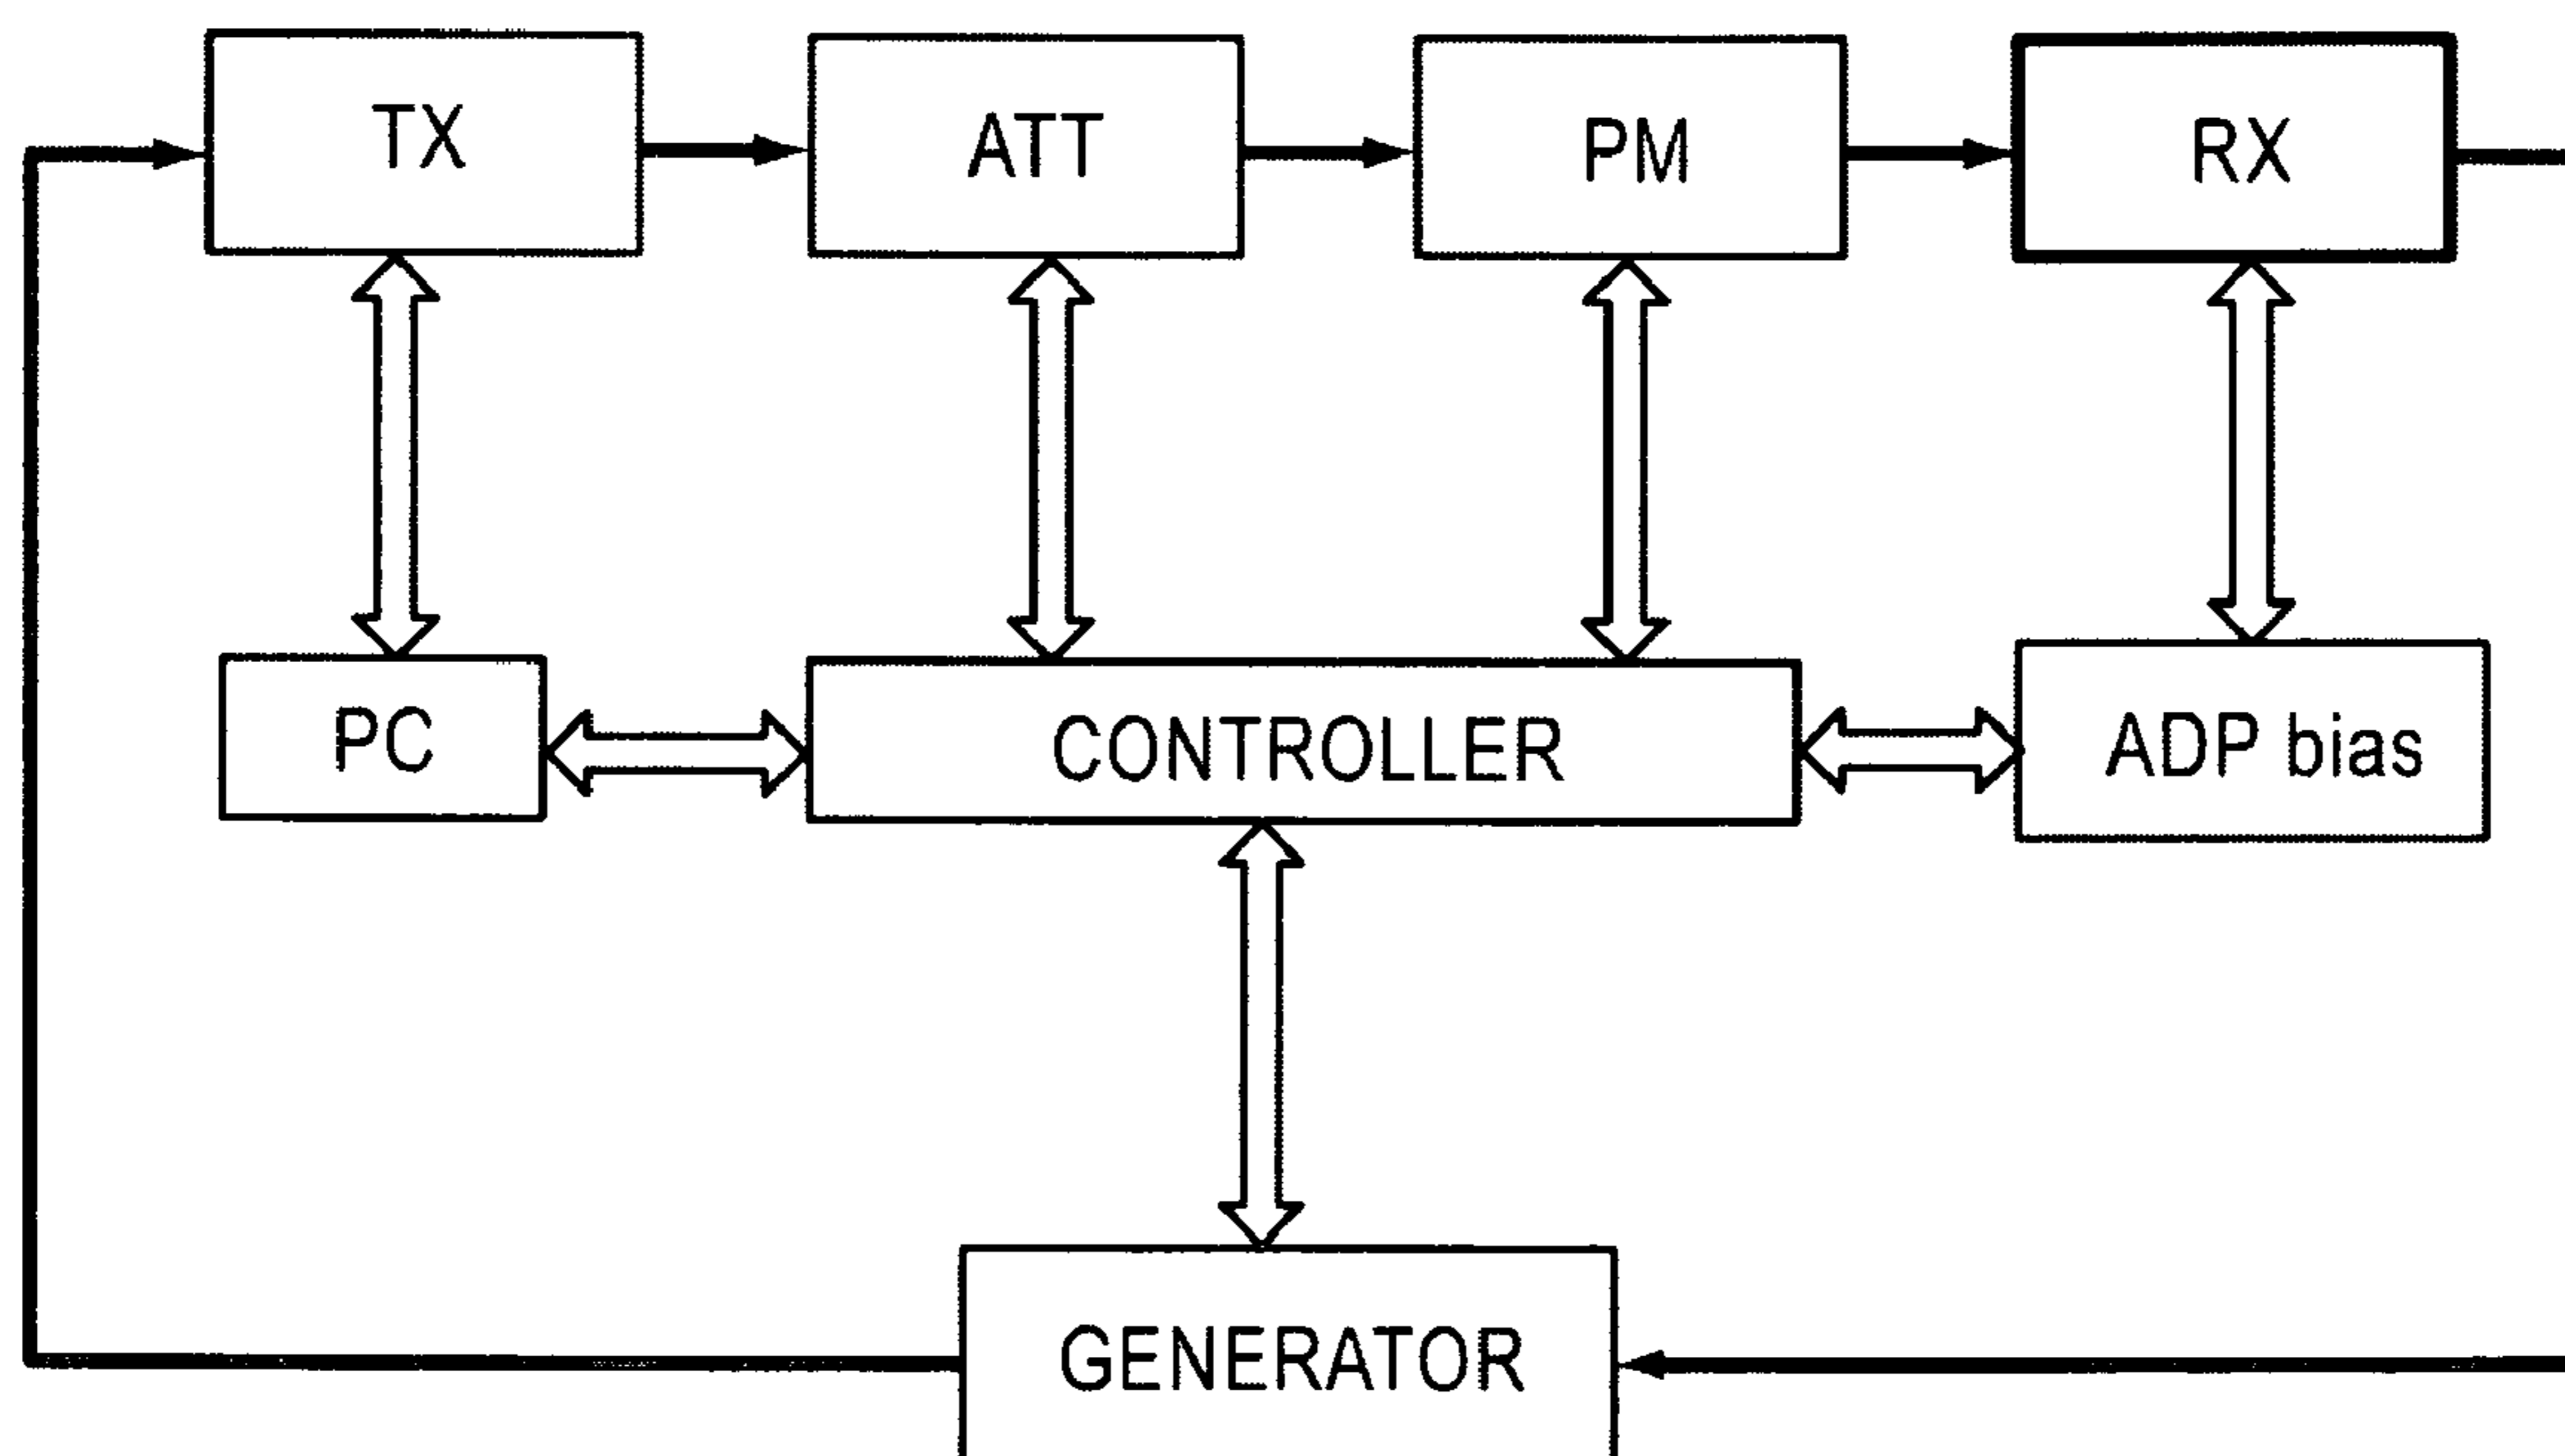 TX
ATT
PM
RX
PC
CONTROLLER
ADP bias
GENERATOR